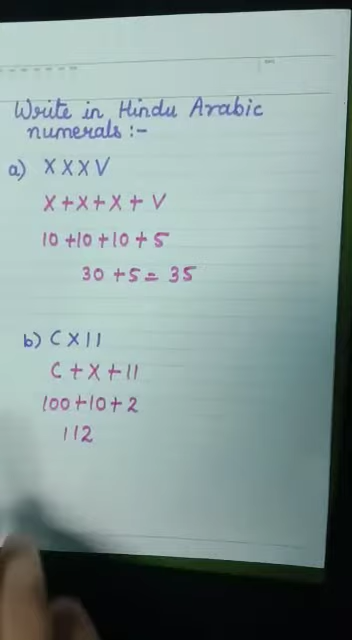 Write in Hindu Arabic
numerals :-
a) XXXV
X + X + X + V
10 + 10 + 10 + 5
30 + 5 = 35
b) CXII
C + X + II
100 + 10 + 2
112